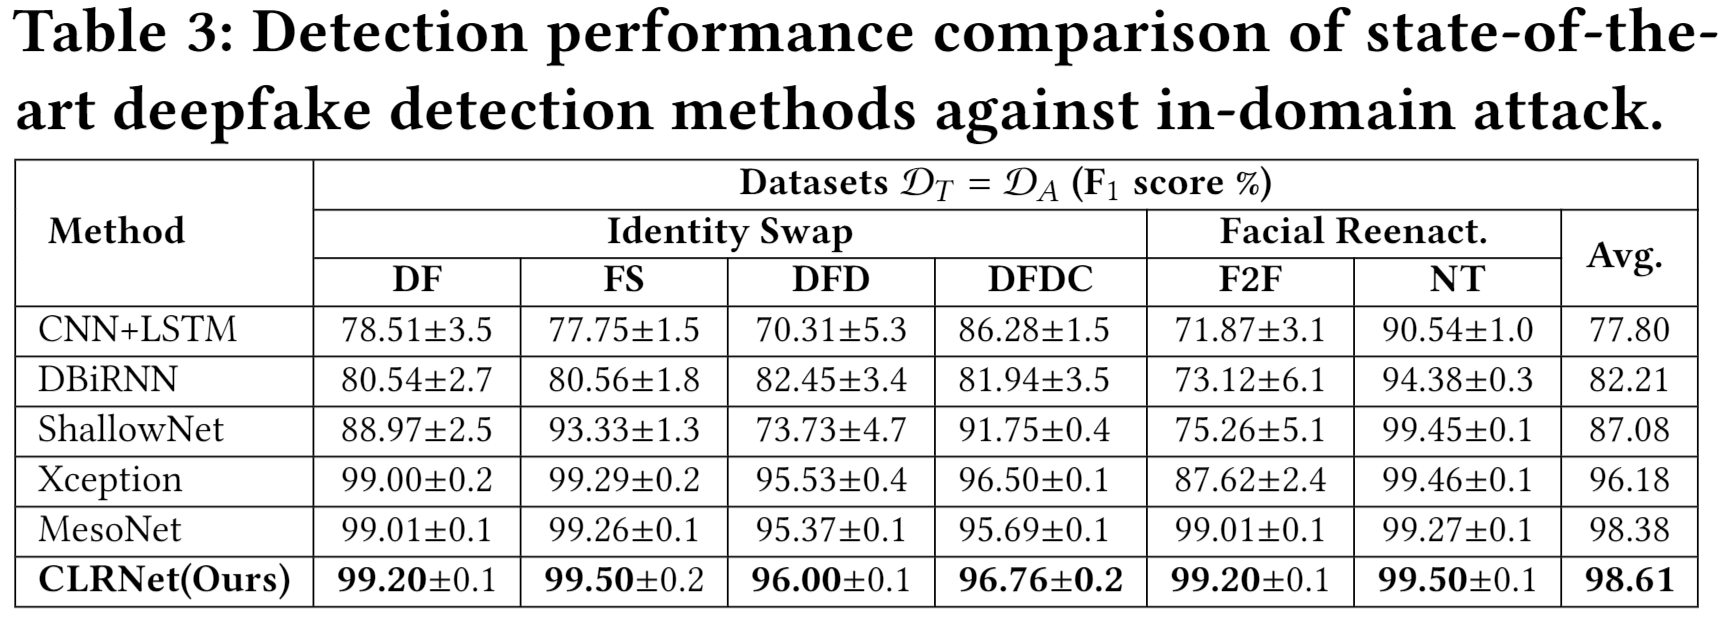 Table 3: Detection performance comparison of state-of-the-
art deepfake detection methods against in-domain attack.
Method
Datasets 𝒟_T = 𝒟_A (F₁ score %)
Identity Swap Facial Reenact. Avg.
DF FS DFD DFDC F2F NT
CNN+LSTM 78.51±3.5 77.75±1.5 70.31±5.3 86.28±1.5 71.87±3.1 90.54±1.0 77.80
DBiRNN 80.54±2.7 80.56±1.8 82.45±3.4 81.94±3.5 73.12±6.1 94.38±0.3 82.21
ShallowNet 88.97±2.5 93.33±1.3 73.73±4.7 91.75±0.4 75.26±5.1 99.45±0.1 87.08
Xception 99.00±0.2 99.29±0.2 95.53±0.4 96.50±0.1 87.62±2.4 99.46±0.1 96.18
MesoNet 99.01±0.1 99.26±0.1 95.37±0.1 95.69±0.1 99.01±0.1 99.27±0.1 98.38
CLRNet(Ours) 99.20±0.1 99.50±0.2 96.00±0.1 96.76±0.2 99.20±0.1 99.50±0.1 98.61